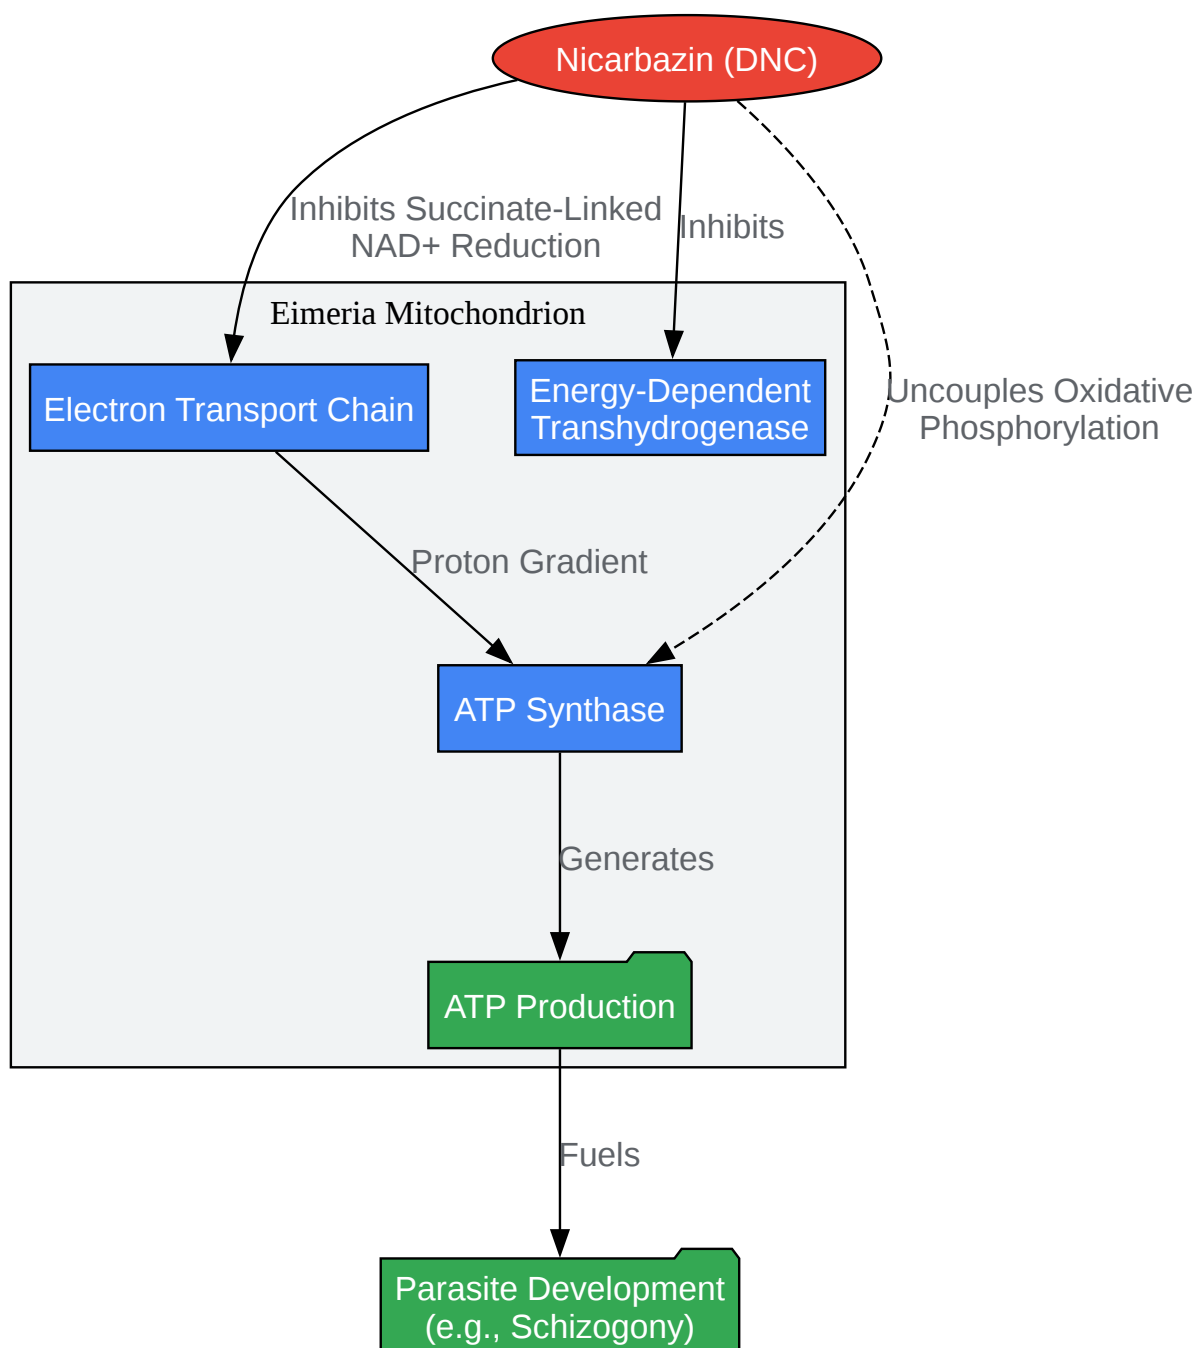 Nicarbazin (DNC)
Inhibits Succinate-Linked
NAD+ Reduction
Inhibits
Eimeria Mitochondrion
Electron Transport Chain
Energy-Dependent
Transhydrogenase
Uncouples Oxidative
Phosphorylation
Proton Gradient
ATP Synthase
Generates
ATP Production
Fuels
Parasite Development
(e.g., Schizogony)